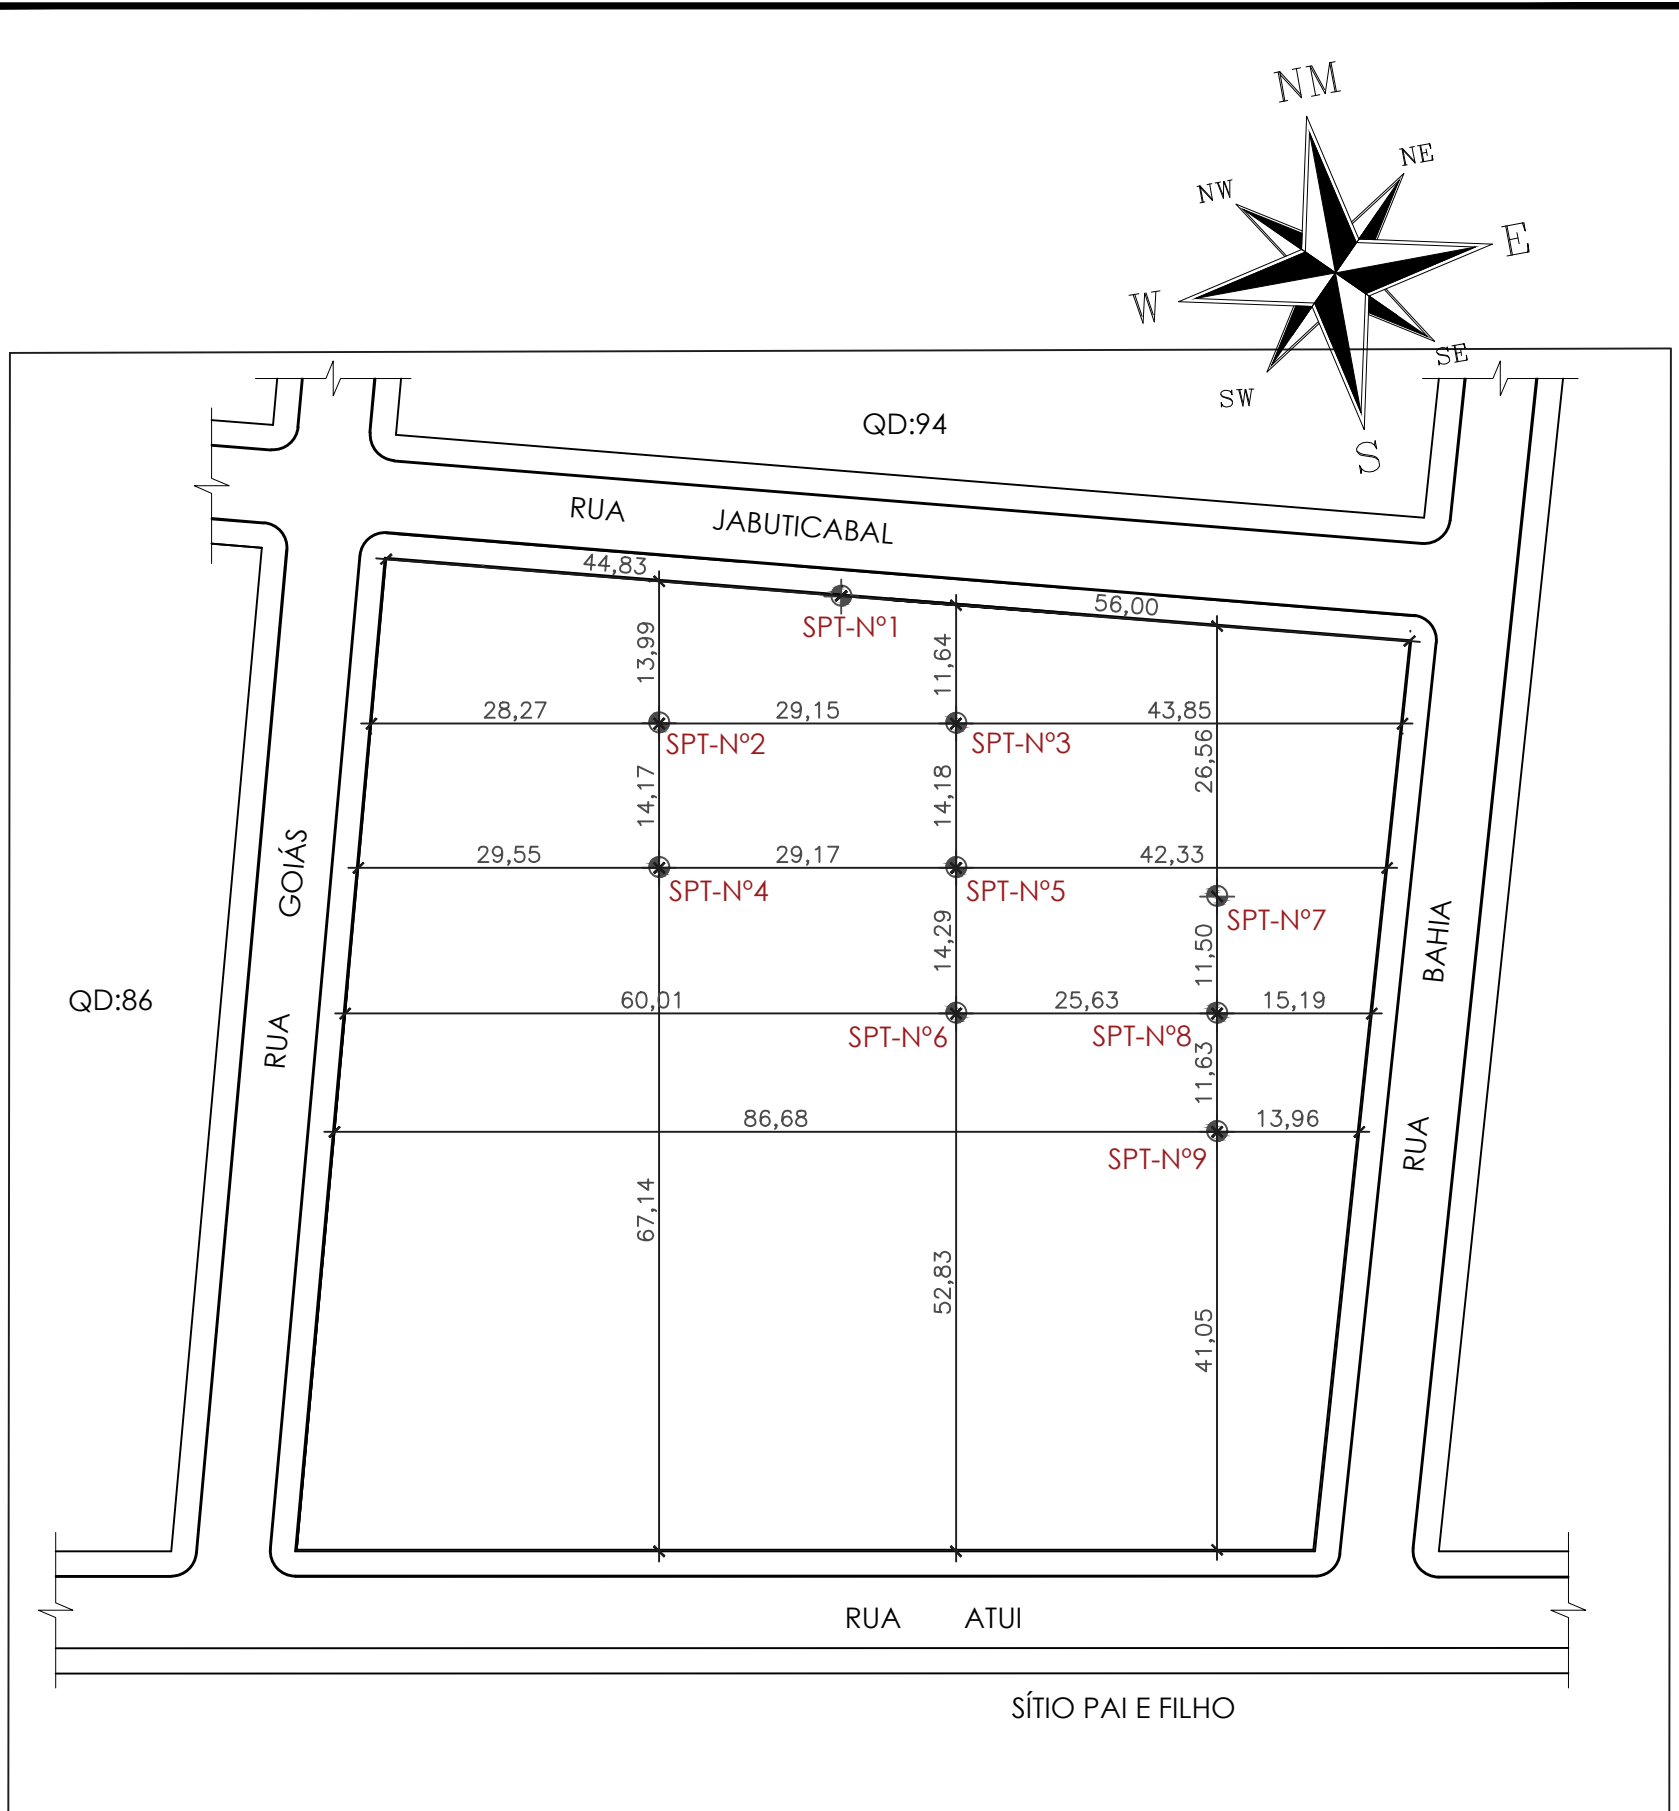 NM
NE
NW
E
W
SE
SW
S
QD:94
RUA JABUTICABAL
44,83
56,00
SPT-Nº1
13,99
11,64
28,27
29,15
43,85
SPT-Nº2
SPT-Nº3
26,56
14,17
14,18
29,55
29,17
42,33
SPT-Nº4
SPT-Nº5
SPT-Nº7
14,29
11,50
RUA GOIÁS
RUA BAHIA
QD:86
60,01
25,63
15,19
SPT-Nº6
SPT-Nº8
11,63
86,68
13,96
SPT-Nº9
67,14
52,83
41,05
RUA ATUI
SÍTIO PAI E FILHO